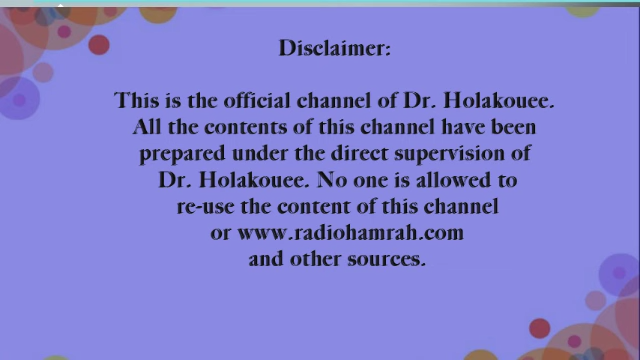 Disclaimer:
This is the official channel of Dr. Holakouee.
All the contents of this channel have been
prepared under the direct supervision of
Dr. Holakouee. No one is allowed to
re-use the content of this channel
or www.radiohamrah.com
and other sources.